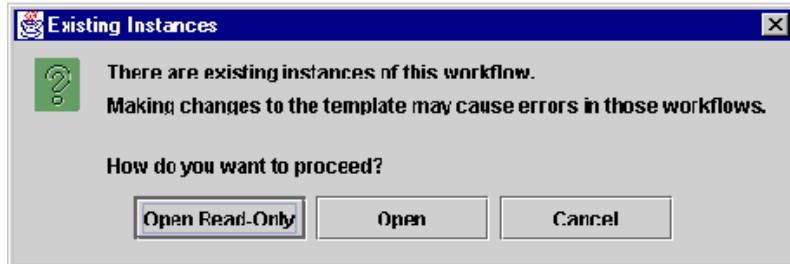 Existing Instances
There are existing instances of this workflow.
Making changes to the template may cause errors in those workflows.
How do you want to proceed?
Open Read-Only Open Cancel